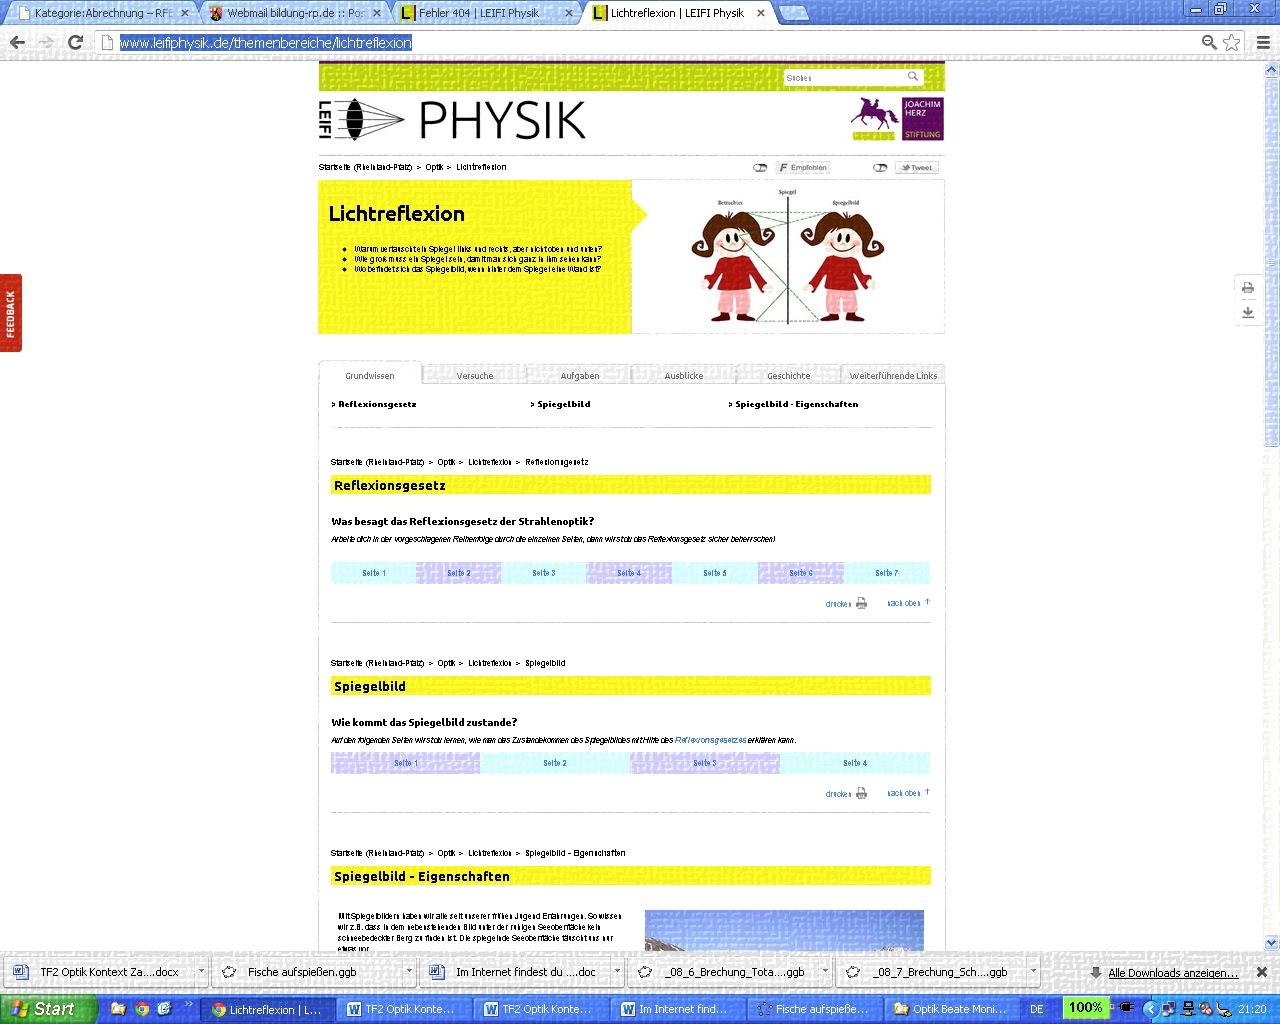 Kategorie:Abrechnung – RFE
Webmail bildung-rp.de :: Pos
Fehler 404 | LEIFI Physik
Lichtreflexion | LEIFI Physik
www.leifiphysik.de/themenbereiche/lichtreflexion
Suchen
LEIFI PHYSIK
JOACHIM
HERZ
STIFTUNG
Startseite (Rheinland-Pfalz) > Optik > Lichtreflexion
Empfehlen
Tweet
Lichtreflexion
Warum vertauscht ein Spiegel links und rechts, aber nicht oben und unten?
Wie groß muss ein Spiegel sein, damit man sich ganz in ihm sehen kann?
Wo befindet sich das Spiegelbild, wenn hinter dem Spiegel eine Wand ist?
Spiegel
Betrachter
Spiegelbild
FEEDBACK
Grundwissen
Versuche
Aufgaben
Ausblicke
Geschichte
Weiterführende Links
> Reflexionsgesetz
> Spiegelbild
> Spiegelbild - Eigenschaften
Startseite (Rheinland-Pfalz) > Optik > Lichtreflexion > Reflexionsgesetz
Reflexionsgesetz
Was besagt das Reflexionsgesetz der Strahlenoptik?
Arbeite dich in der vorgeschlagenen Reihenfolge durch die einzelnen Seiten, dann wirst du das Reflexionsgesetz sicher beherrschen!
Seite 1
Seite 2
Seite 3
Seite 4
Seite 5
Seite 6
Seite 7
drucken
nach oben ↑
Startseite (Rheinland-Pfalz) > Optik > Lichtreflexion > Spiegelbild
Spiegelbild
Wie kommt das Spiegelbild zustande?
Auf den folgenden Seiten wirst du lernen, wie man das Zustandekommen des Spiegelbildes mit Hilfe des Reflexionsgesetzes erklären kann.
Seite 1
Seite 2
Seite 3
Seite 4
drucken
nach oben ↑
Startseite (Rheinland-Pfalz) > Optik > Lichtreflexion > Spiegelbild - Eigenschaften
Spiegelbild - Eigenschaften
Mit Spiegelbildern haben wir alle seit unserer frühen Jugend Erfahrungen. So wissen
wir z.B. dass in dem nebenstehenden Bild unter der ruhigen Seeoberfläche kein
schneebedeckter Berg zu finden ist. Die spiegelnde Seeoberfläche täuscht uns nur
etwas vor.
TF2 Optik Kontext Za....docx
Fische aufspießen.ggb
Im Internet findest du ....doc
_08_6_Brechung_Tota....ggb
_08_7_Brechung_Sch....ggb
Alle Downloads anzeigen...
Start
Lichtreflexion | L...
TF2 Optik Konte...
TF2 Optik Konte...
Im Internet find...
Fische aufspieße...
Optik Beate Moni...
DE
100%
21:20